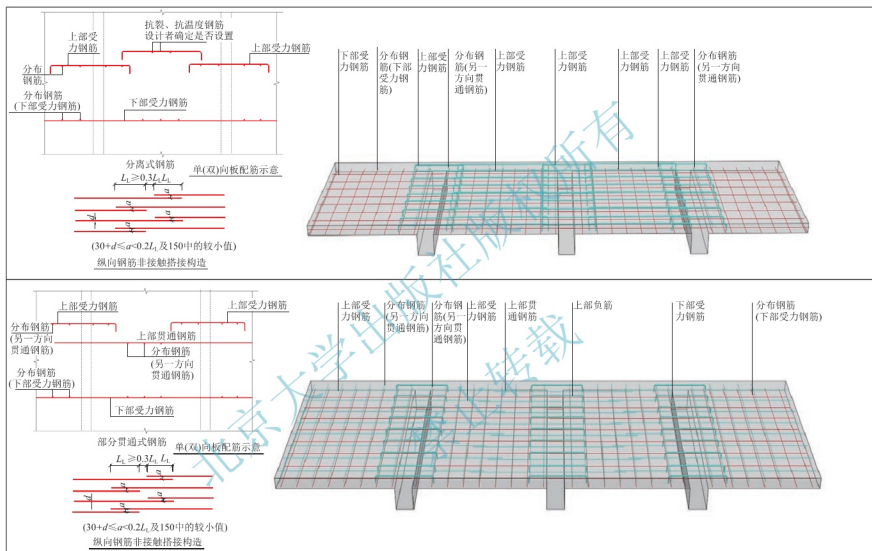 抗裂、抗温度钢筋
设计者确定是否设置
上部受
力钢筋
上部受力钢筋
分布
钢筋
分布钢筋
(下部受力钢筋)
下部受力钢筋
分离式钢筋
单(双)向板配筋示意
L_L≥0.3L_L L_L
a
a
a
a
d
(30+d≤a<0.2L_L及150中的较小值)
纵向钢筋非接触搭接构造
下部受
力钢筋
分布钢
筋(下部
受力钢
筋)
上部受
力钢筋
分布钢
筋(另一
方向贯
通钢筋)
上部受
力钢筋
上部受
力钢筋
上部受
力钢筋
上部受
力钢筋
分布钢筋
(另一方向
贯通钢筋)
上部受力钢筋
上部受力钢筋
分布钢筋
(另一方向
贯通钢筋)
上部贯通钢筋
分布钢筋
(另一方向
贯通钢筋)
分布钢筋
(下部受力钢筋)
下部受力钢筋
部分贯通式钢筋
单(双)向板配筋示意
L_L≥0.3L_L L_L
a
a
a
a
d
(30+d≤a<0.2L_L及150中的较小值)
纵向钢筋非接触搭接构造
上部受
力钢筋
分布钢筋
(另一方向
贯通钢筋)
分布钢
筋(另一
方向贯
通钢筋)
上部受
力钢筋
上部贯
通钢筋
上部负筋
下部受
力钢筋
分布钢筋
(下部受力钢筋)
北京大学出版社版权所有
禁止转载